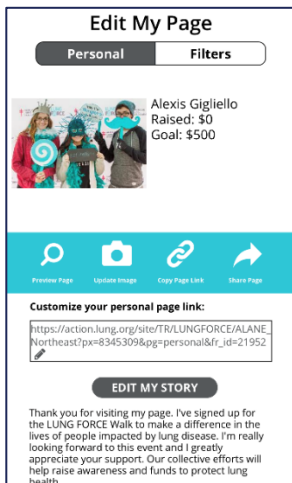 Edit My Page
Personal
Filters
Alexis Gigliello
Raised: $0
Goal: $500
Preview Page
Update Image
Copy Page Link
Share Page
Customize your personal page link:
https://action.lung.org/site/TR/LUNGFORCE/ALANE_
Northeast?px=8345309&pg=personal&fr_id=21952
EDIT MY STORY
Thank you for visiting my page. I've signed up for
the LUNG FORCE Walk to make a difference in the
lives of people impacted by lung disease. I'm really
looking forward to this event and I greatly
appreciate your support. Our collective efforts will
help raise awareness and funds to protect lung
health